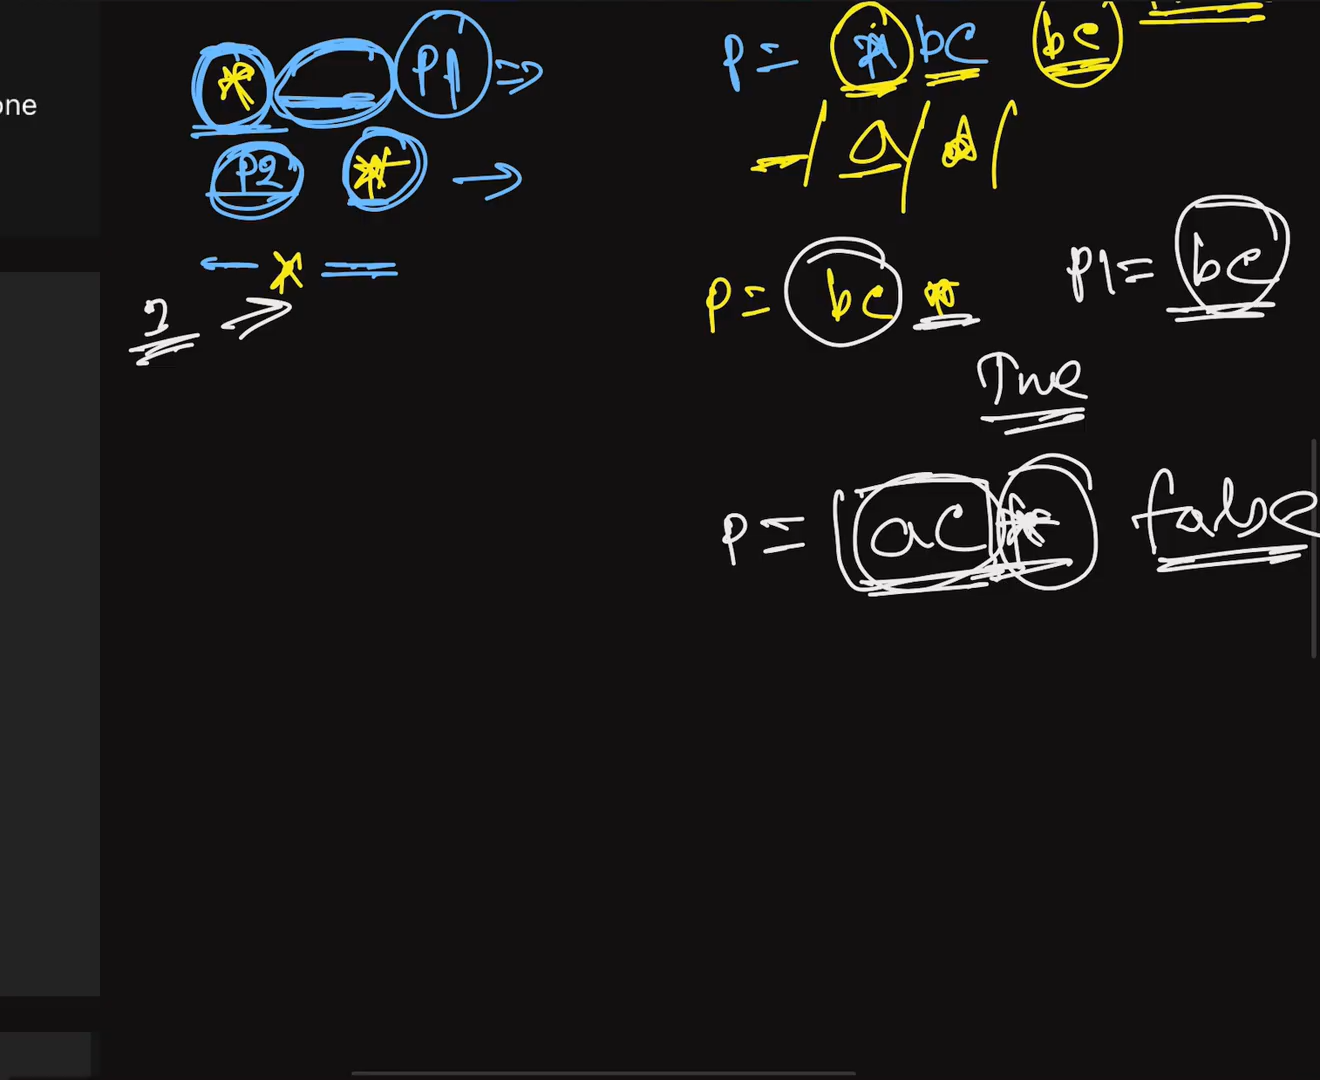 one
* P1 =>
P2 * →
← * =
2 =>
P = * bc bc
/ a / * /
P = bc * P1 = bc
True
P = ac * false